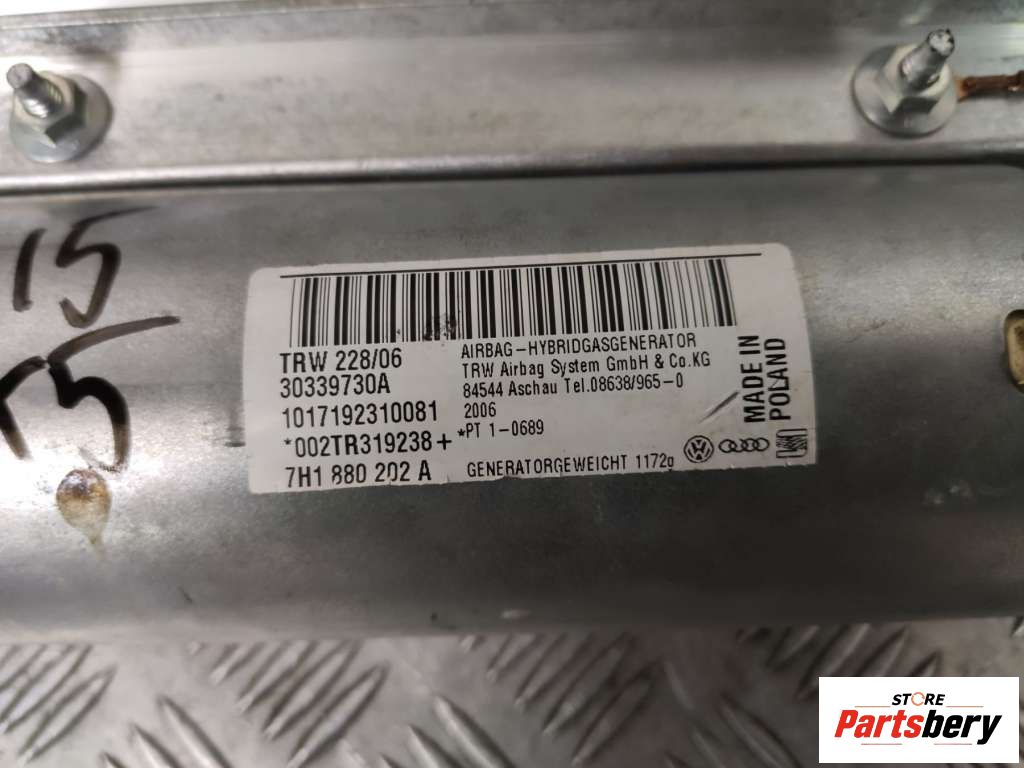 15
T5
TRW 228/06
30339730A
1017192310081
*002TR319238+
7H1 880 202 A
AIRBAG-HYBRIDGASGENERATOR
TRW Airbag System GmbH & Co.KG
84544 Aschau Tel.08638/965-0
2006
*PT 1-0689
GENERATORGEWEICHT 1172g
MADE IN
POLAND
STORE
Partsbery